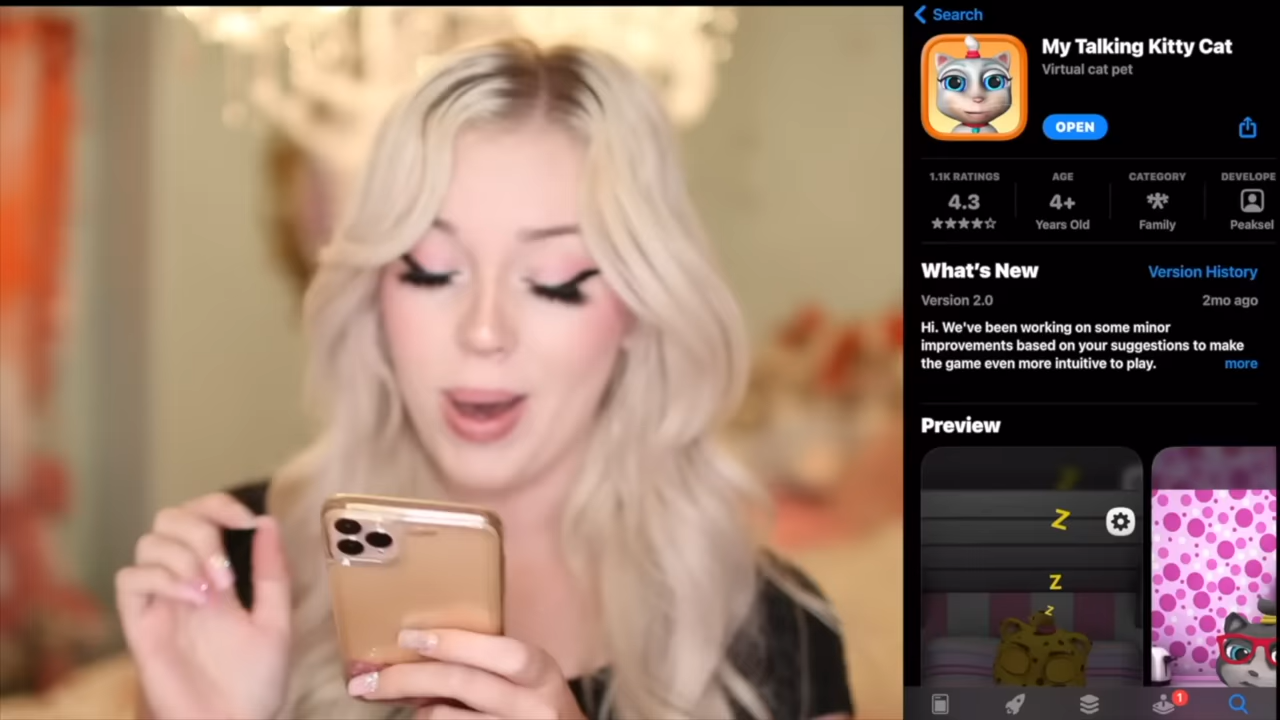 Search
My Talking Kitty Cat
Virtual cat pet
OPEN
1.1K RATINGS
4.3
★★★★☆
AGE
4+
Years Old
CATEGORY
Family
DEVELOPE
Peaksel
What's New
Version History
Version 2.0
2mo ago
Hi. We've been working on some minor
improvements based on your suggestions to make
the game even more intuitive to play.
more
Preview
Z
Z
Z
z
1